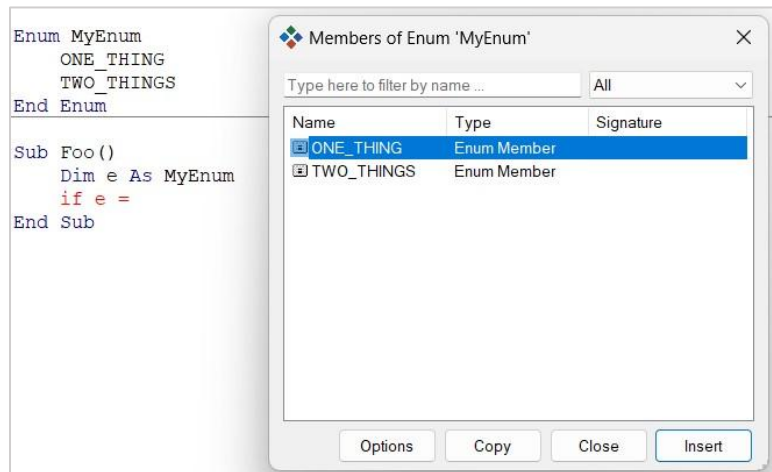 Enum MyEnum
ONE_THING
TWO_THINGS
End Enum
Sub Foo()
Dim e As MyEnum
if e =
End Sub
Members of Enum 'MyEnum'
Type here to filter by name ...
All
Name Type Signature
ONE_THING Enum Member
TWO_THINGS Enum Member
Options Copy Close Insert